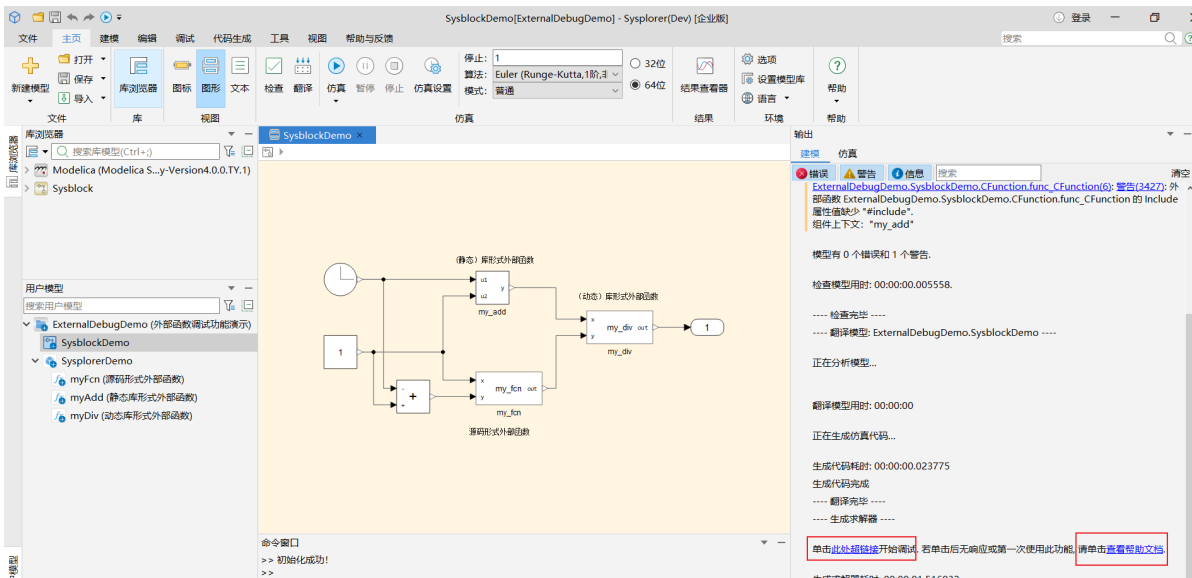 SysblockDemo[ExternalDebugDemo] - Sysplorer(Dev) [企业版]
登录
文件 主页 建模 编辑 调试 代码生成 工具 视图 帮助与反馈
搜索
新建模型
打开
保存
导入
文件
库浏览器
库
图标
图形
文本
视图
检查
翻译
仿真
暂停
停止
仿真设置
停止: 1
算法: Euler (Runge-Kutta,1阶,
模式: 普通
32位
64位
仿真
结果查看器
结果
选项
设置模型库
语言
环境
帮助
帮助
库浏览器
库浏览器
搜索库模型(Ctrl+;)
Modelica (Modelica S...y-Version4.0.0.TY.1)
Sysblock
用户模型
搜索用户模型
ExternalDebugDemo (外部函数调试功能演示)
SysblockDemo
SysplorerDemo
myFcn (源码形式外部函数)
myAdd (静态库形式外部函数)
myDiv (动态库形式外部函数)
SysblockDemo ×
(静态) 库形式外部函数
u1
u2
y
my_add
(动态) 库形式外部函数
x
y
my_div out
my_div
1
1
-
+
+
x
y
my_fcn out
my_fcn
源码形式外部函数
命令窗口
>> 初始化成功!
>>
输出
建模 仿真
错误 警告 信息 搜索 清空
ExternalDebugDemo.SysblockDemo.CFunction.func_CFunction(6): 警告(3427): 外
部函数 ExternalDebugDemo.SysblockDemo.CFunction.func_CFunction 的 Include
属性值缺少 "#include".
组件上下文: "my_add"
模型有 0 个错误和 1 个警告.
检查模型用时: 00:00:00.005558.
---- 检查完毕 ----
---- 翻译模型: ExternalDebugDemo.SysblockDemo ----
正在分析模型...
翻译模型用时: 00:00:00
正在生成仿真代码...
生成代码耗时: 00:00:00.023775
生成代码完成
---- 翻译完毕 ----
---- 生成求解器 ----
单击此处超链接开始调试. 若单击后无响应或第一次使用此功能, 请单击查看帮助文档.